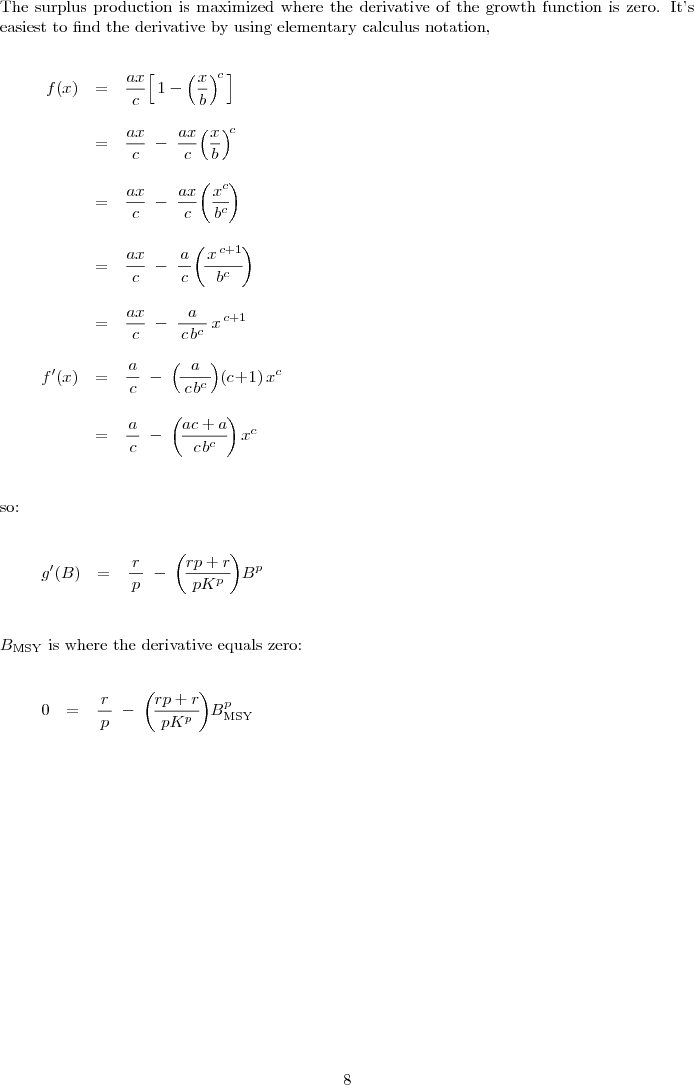 The surplus production is maximized where the derivative of the growth function is zero. It's
easiest to find the derivative by using elementary calculus notation,
f(x) = \frac{ax}{c}\left[1 - \left(\frac{x}{b}\right)^c\right]
= \frac{ax}{c} - \frac{ax}{c}\left(\frac{x}{b}\right)^c
= \frac{ax}{c} - \frac{ax}{c}\left(\frac{x^c}{b^c}\right)
= \frac{ax}{c} - \frac{a}{c}\left(\frac{x^{c+1}}{b^c}\right)
= \frac{ax}{c} - \frac{a}{cb^c} x^{c+1}
f'(x) = \frac{a}{c} - \left(\frac{a}{cb^c}\right)(c+1) x^c
= \frac{a}{c} - \left(\frac{ac+a}{cb^c}\right) x^c
so:
g'(B) = \frac{r}{p} - \left(\frac{rp+r}{pK^p}\right) B^p
B_{MSY} is where the derivative equals zero:
0 = \frac{r}{p} - \left(\frac{rp+r}{pK^p}\right) B_{MSY}^p
8